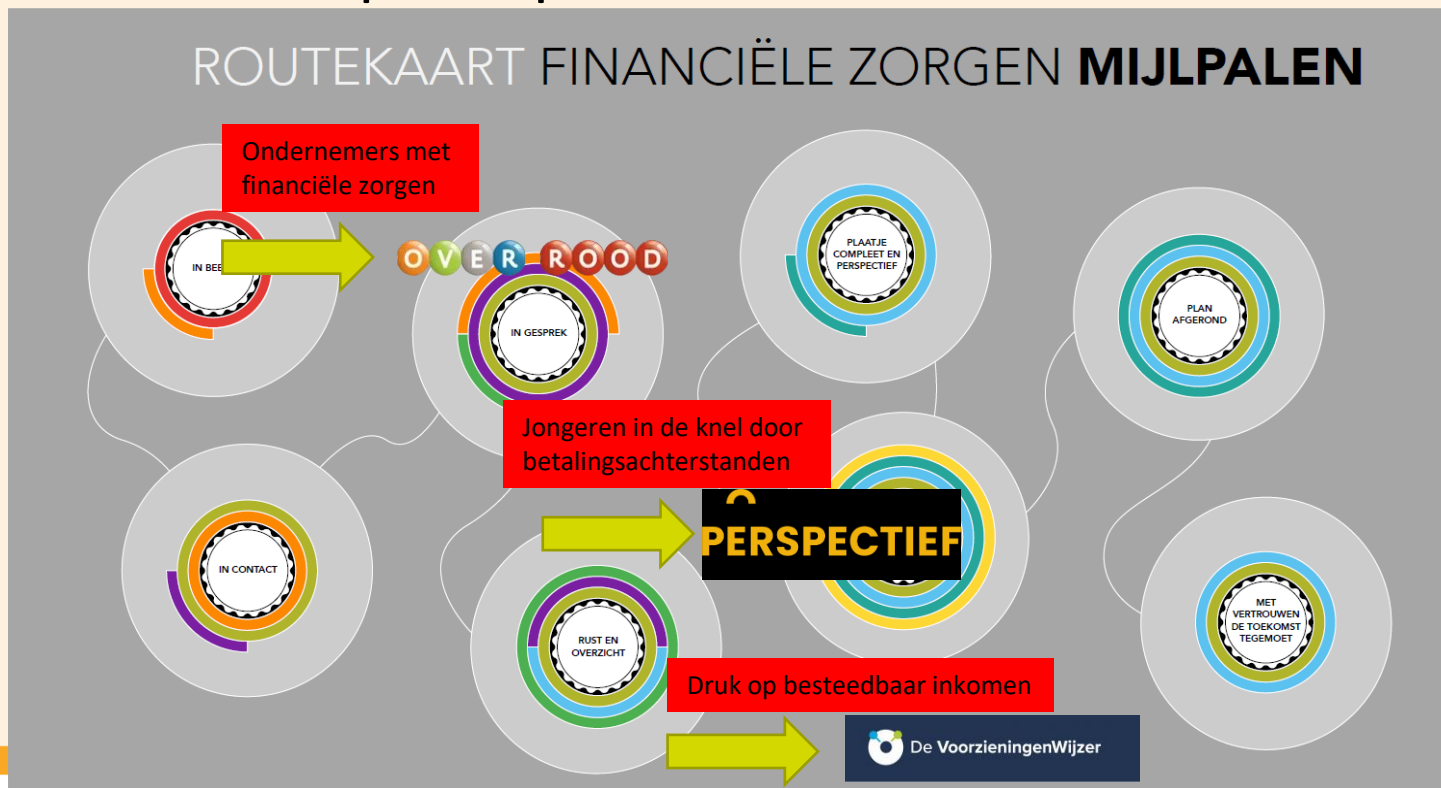 ROUTEKAART FINANCIËLE ZORGEN MIJLPALEN
Ondernemers met
financiële zorgen
IN BEE
OVER ROOD
IN GESPREK
PLAATJE
COMPLEET EN
PERSPECTIEF
PLAN
AFGEROND
Jongeren in de knel door
betalingsachterstanden
PERSPECTIEF
IN CONTACT
RUST EN
OVERZICHT
MET
VERTROUWEN
DE TOEKOMST
TEGEMOET
Druk op besteedbaar inkomen
De VoorzieningenWijzer